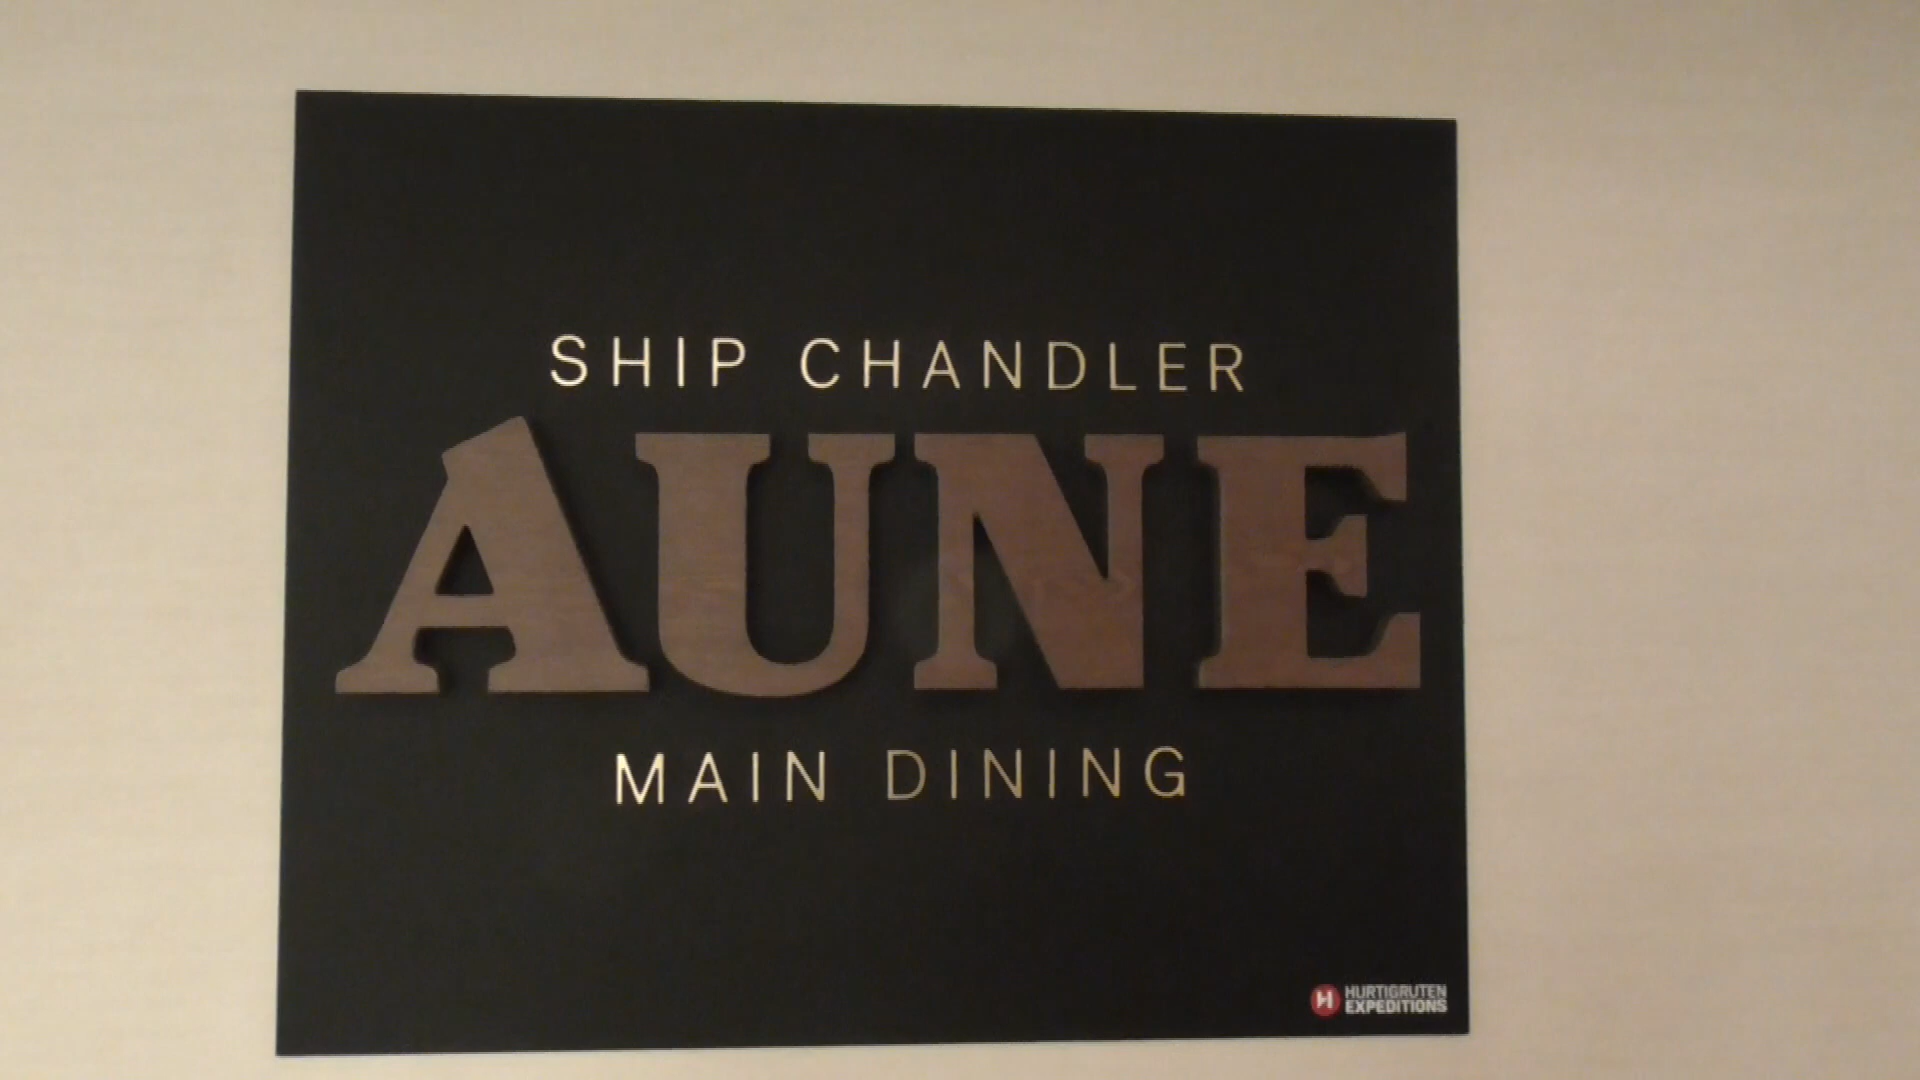 SHIP CHANDLER
AUNE
MAIN DINING
HURTIGRUTEN
EXPEDITIONS